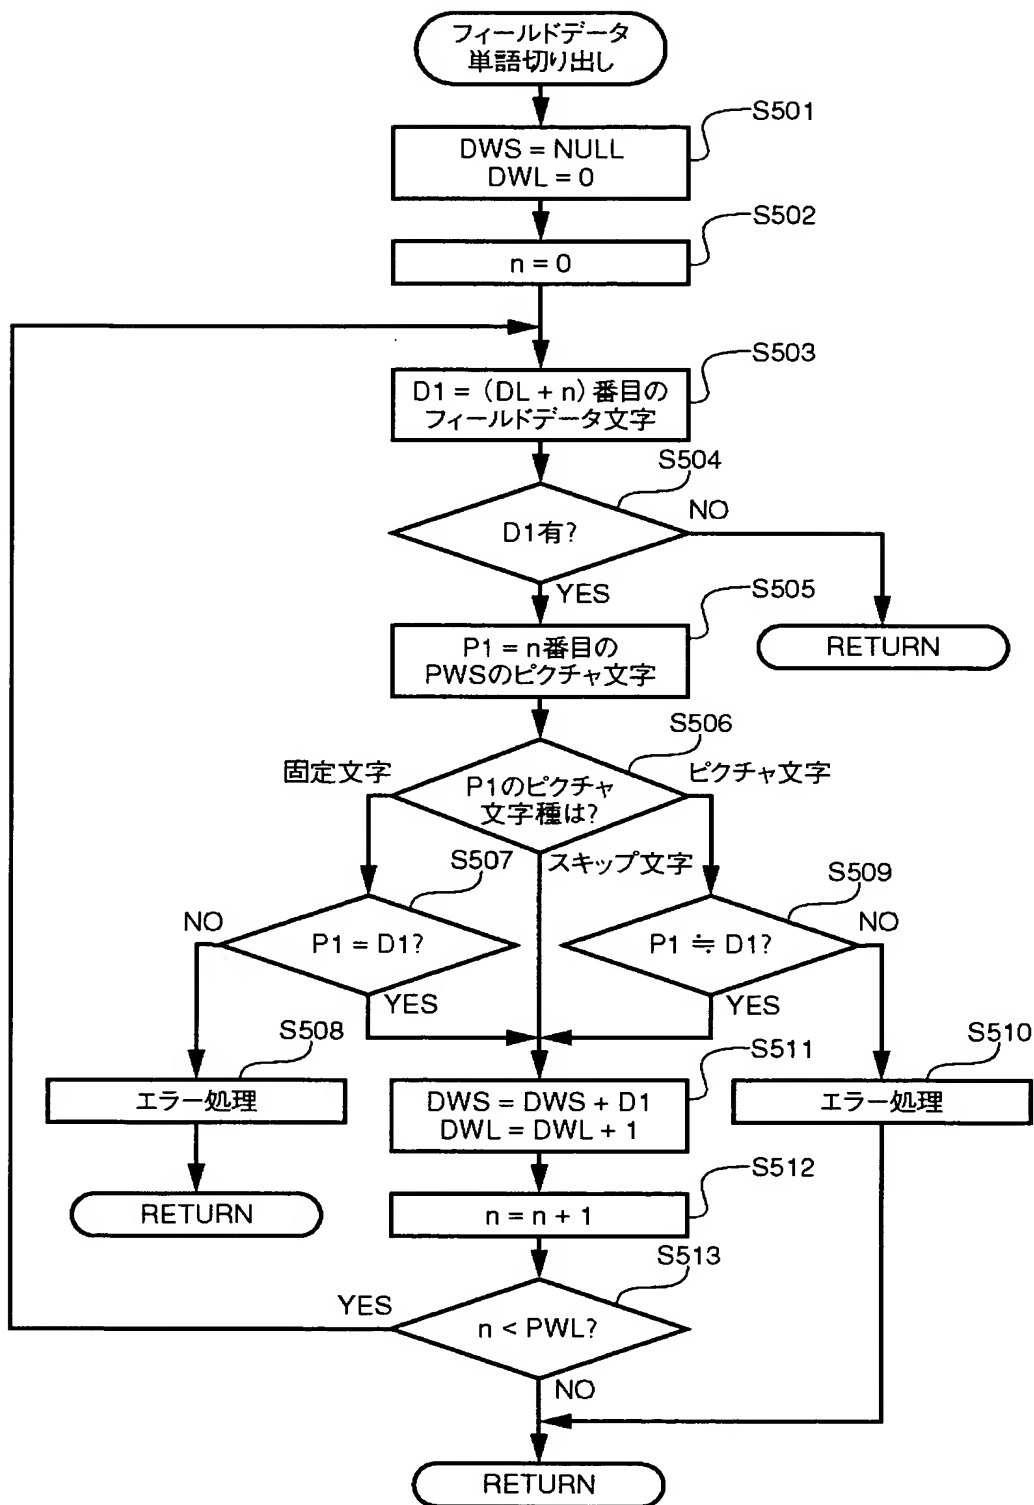 フィールドデータ
単語切り出し
S501
DWS = NULL
DWL = 0
S502
n = 0
S503
D1 = (DL + n) 番目の
フィールドデータ文字
S504
D1有?
NO
YES
S505
P1 = n番目の
PWSのピクチャ文字
RETURN
S506
固定文字
P1のピクチャ
文字種は?
ピクチャ文字
スキップ文字
S507
S509
NO
P1 = D1?
YES
P1 ≒ D1?
NO
YES
S508
エラー処理
S511
DWS = DWS + D1
DWL = DWL + 1
S510
エラー処理
RETURN
S512
n = n + 1
S513
YES
n < PWL?
NO
RETURN